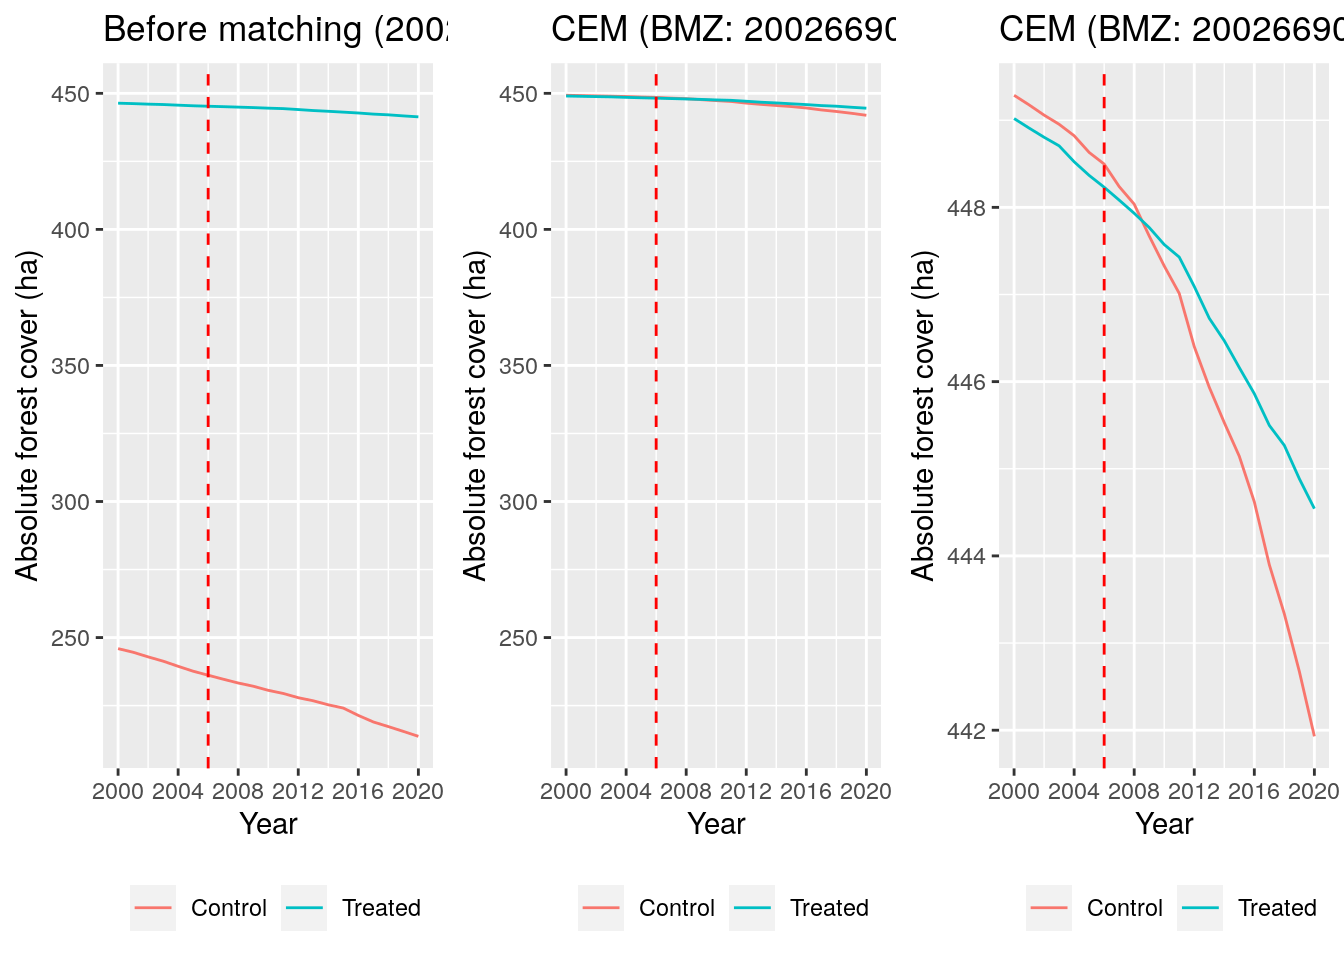 Before matching (2002
450
400
350
300
250
Absolute forest cover (ha)
2000 2004 2008 2012 2016 2020
Year
Control Treated
CEM (BMZ: 20026690
450
400
350
300
250
Absolute forest cover (ha)
2000 2004 2008 2012 2016 2020
Year
Control Treated
CEM (BMZ: 20026690
448
446
444
442
Absolute forest cover (ha)
2000 2004 2008 2012 2016 2020
Year
Control Treated